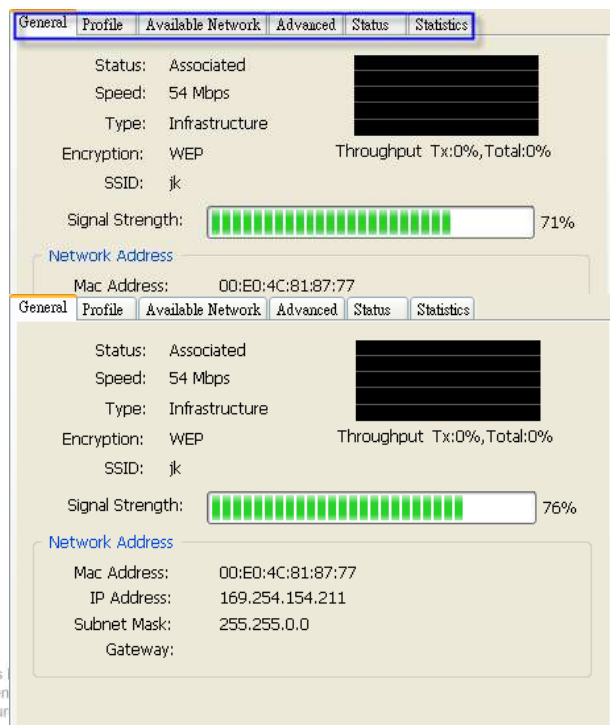 General Profile Available Network Advanced Status Statistics
Status: Associated
Speed: 54 Mbps
Type: Infrastructure
Encryption: WEP Throughput Tx:0%,Total:0%
SSID: jk
Signal Strength: 71%
Network Address
Mac Address: 00:E0:4C:81:87:77
General Profile Available Network Advanced Status Statistics
Status: Associated
Speed: 54 Mbps
Type: Infrastructure
Encryption: WEP Throughput Tx:0%,Total:0%
SSID: jk
Signal Strength: 76%
Network Address
Mac Address: 00:E0:4C:81:87:77
IP Address: 169.254.154.211
Subnet Mask: 255.255.0.0
Gateway: